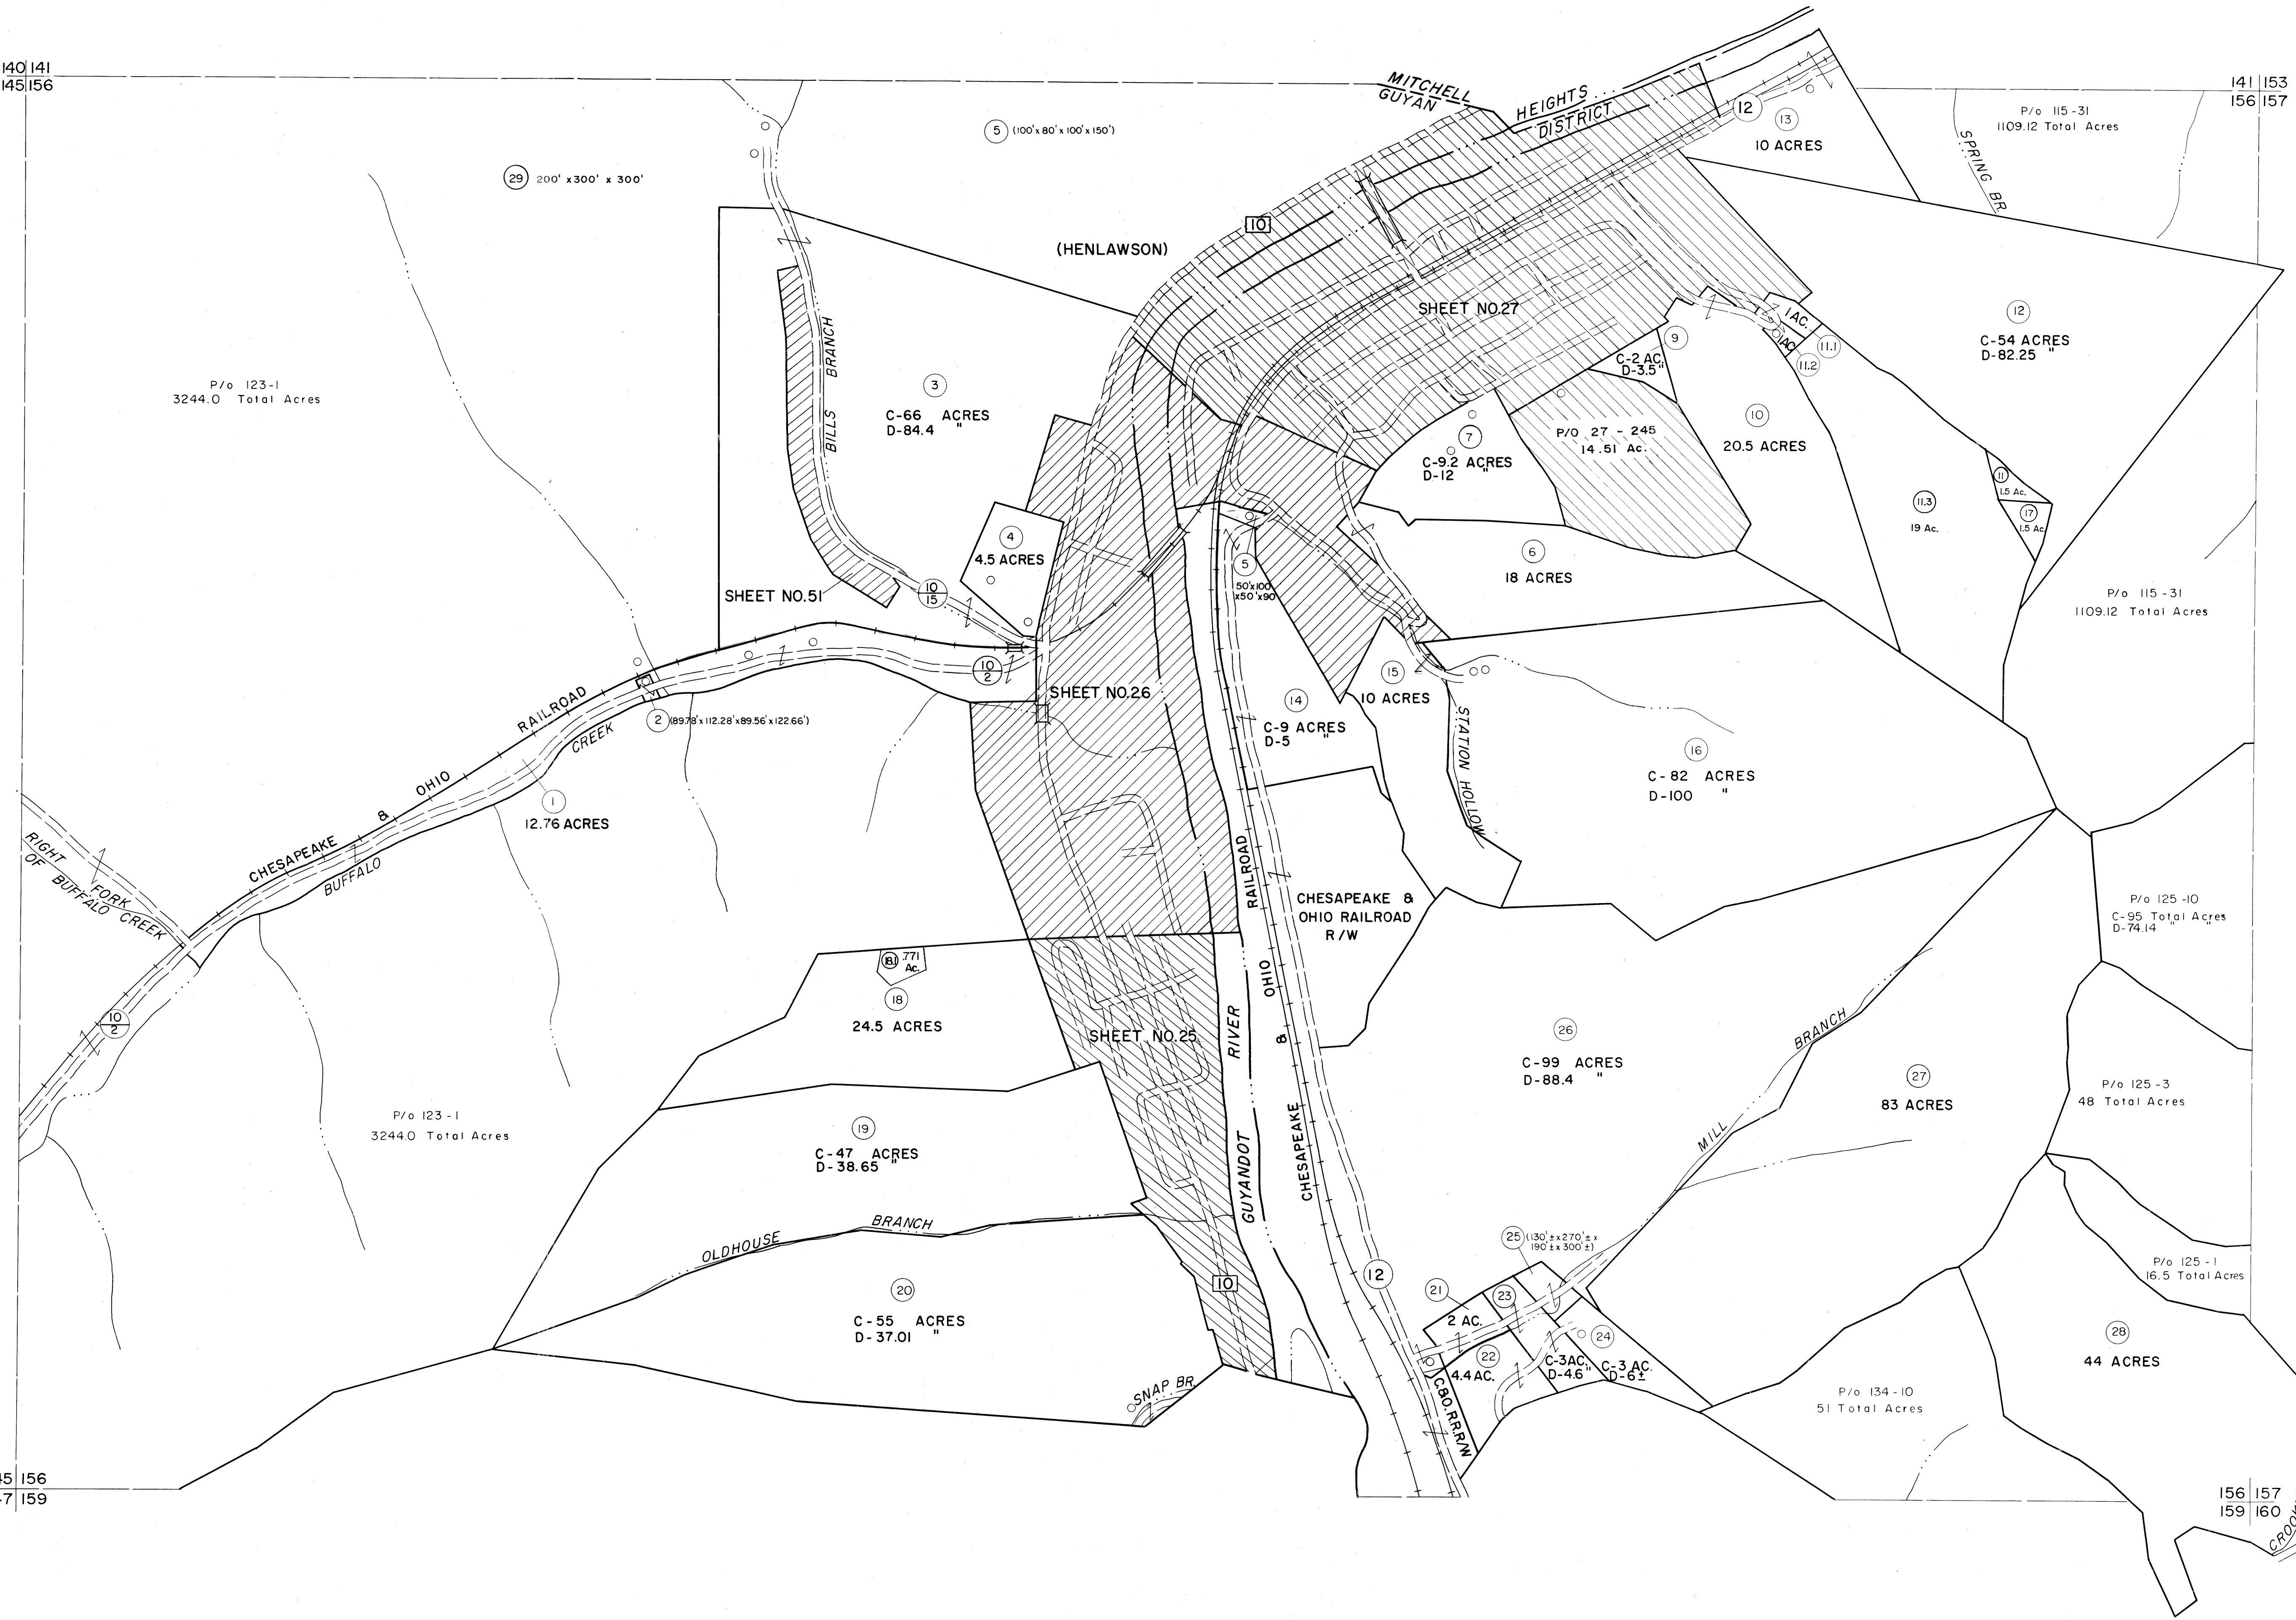 140 141
145 156
141 153
156 157
MITCHELL
HEIGHTS
GUYAN
DISTRICT
12
13
10 ACRES
P/o 115-31
1109.12 Total Acres
SPRING BR.
5 (100'x 80'x 100'x 150')
29 200' x 300' x 300'
(HENLAWSON)
10
SHEET NO.27
P/o 123-1
3244.0 Total Acres
BILLS BRANCH
3
C-66 ACRES
D-84.4 "
4
4.5 ACRES
SHEET NO.51
10
15
10
2
9
C-2 AC.
D-3.5"
1 AC.
11.1
11.2
12
C-54 ACRES
D-82.25 "
7
C-9.2 ACRES
D-12 "
P/O 27 - 245
14.51 Ac.
10
20.5 ACRES
11.3
19 Ac.
11
1.5 Ac.
17
1.5 Ac.
5
50'x100'
x50'x90'
6
18 ACRES
P/o 115-31
1109.12 Total Acres
CHESAPEAKE & OHIO RAILROAD
BUFFALO CREEK
2 (89.78'x112.28'x89.56'x122.66')
1
12.76 ACRES
RIGHT FORK
OF BUFFALO CREEK
10
2
SHEET NO.26
14
C-9 ACRES
D-5 "
15
10 ACRES
STATION HOLLOW
16
C-82 ACRES
D-100 "
CHESAPEAKE &
OHIO RAILROAD
R/W
CHESAPEAKE & OHIO RAILROAD
GUYANDOT RIVER
P/o 125-10
C-95 Total Acres
D-74.14 " "
18.1 .771
Ac.
18
24.5 ACRES
SHEET NO.25
26
C-99 ACRES
D-88.4 "
MILL BRANCH
27
83 ACRES
P/o 125-3
48 Total Acres
P/o 123-1
3244.0 Total Acres
19
C-47 ACRES
D-38.65 "
OLDHOUSE BRANCH
20
C-55 ACRES
D-37.01 "
10
12
25 (130'±x270'±x
190'±x300'±)
21
2 AC.
23
22
4.4 AC.
C-3AC.
D-4.6"
24
C-3 AC.
D-6±
C&O.RR.R/W
SNAP BR.
P/o 125-1
16.5 Total Acres
28
44 ACRES
P/o 134-10
51 Total Acres
45 156
7 159
156 157
159 160